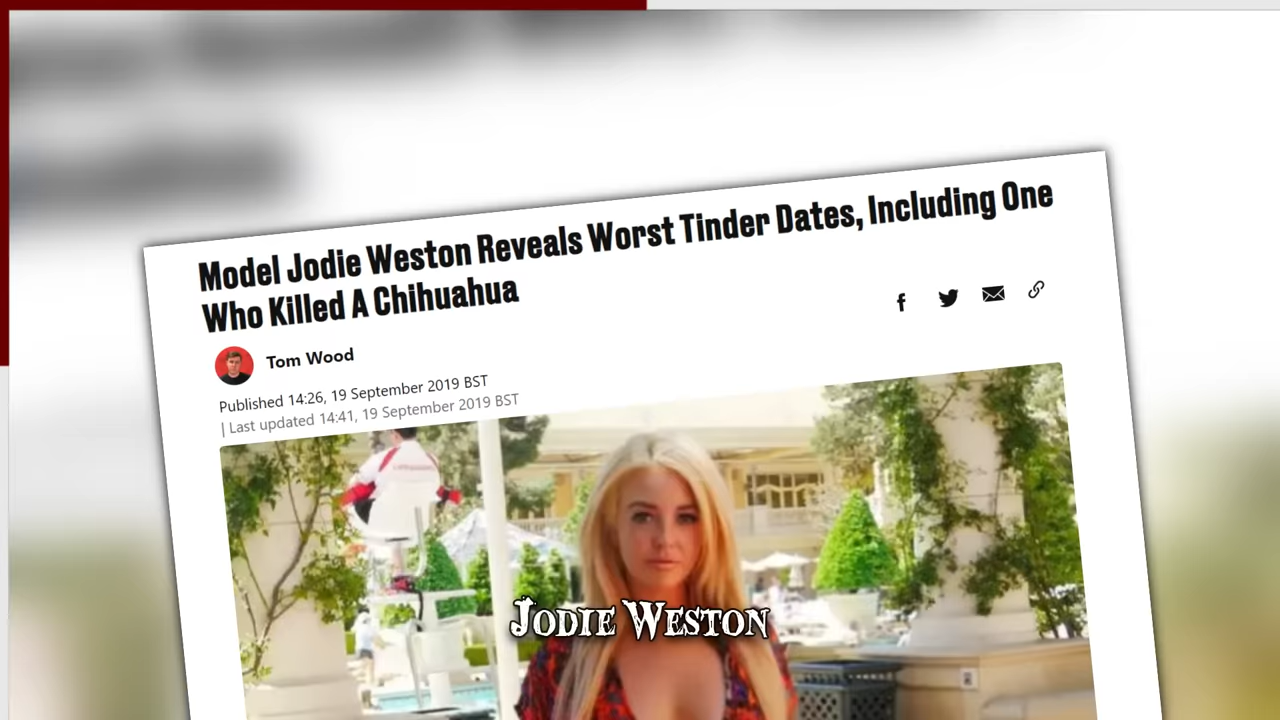 Model Jodie Weston Reveals Worst Tinder Dates, Including One
Who Killed A Chihuahua
Tom Wood
Published 14:26, 19 September 2019 BST
| Last updated 14:41, 19 September 2019 BST
Jodie Weston